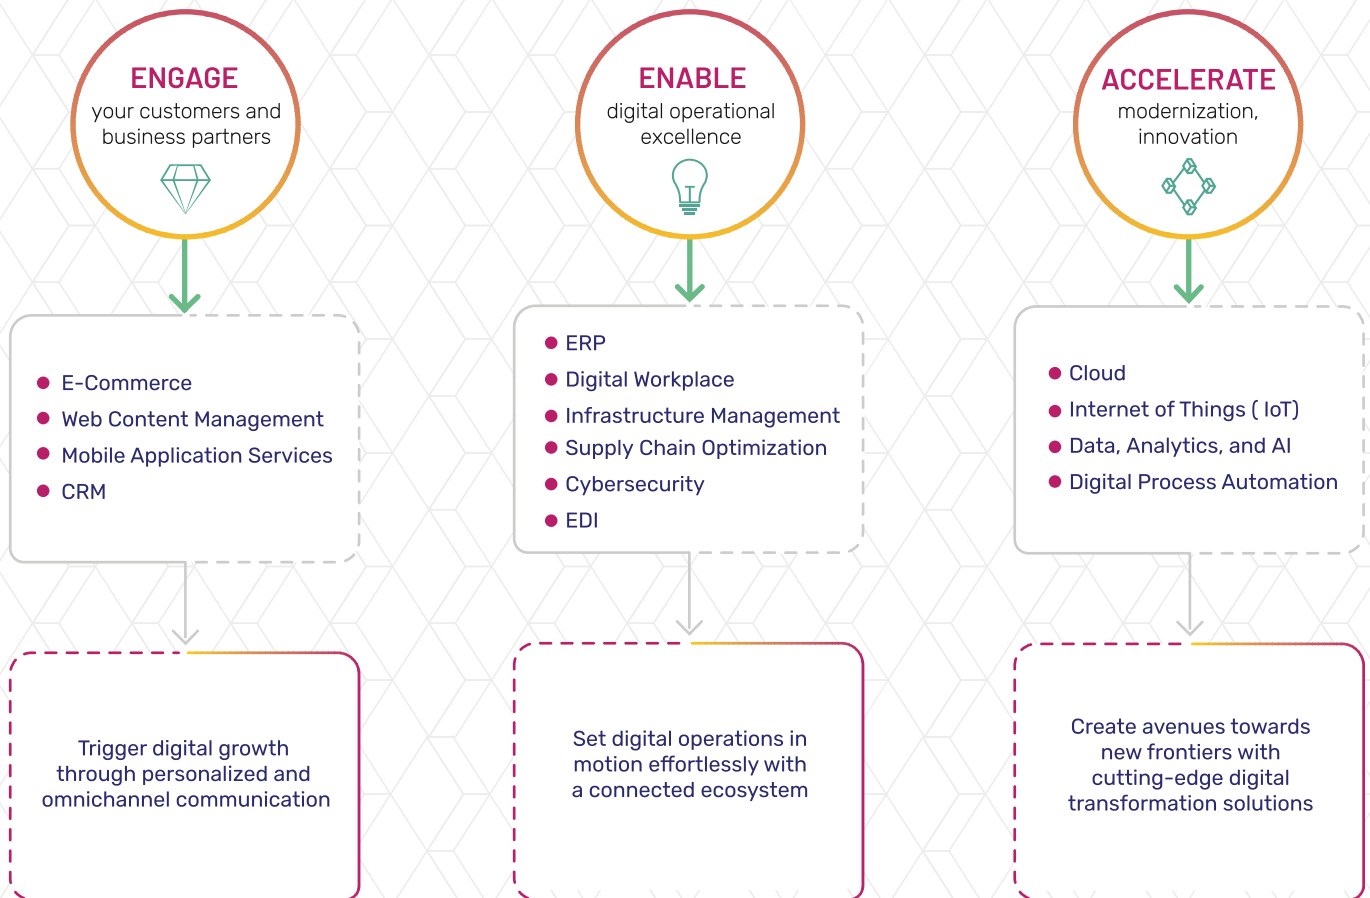 ENGAGE
your customers and
business partners
E-Commerce
Web Content Management
Mobile Application Services
CRM
Trigger digital growth
through personalized and
omnichannel communication
ENABLE
digital operational
excellence
ERP
Digital Workplace
Infrastructure Management
Supply Chain Optimization
Cybersecurity
EDI
Set digital operations in
motion effortlessly with
a connected ecosystem
ACCELERATE
modernization,
innovation
Cloud
Internet of Things ( IoT)
Data, Analytics, and AI
Digital Process Automation
Create avenues towards
new frontiers with
cutting-edge digital
transformation solutions